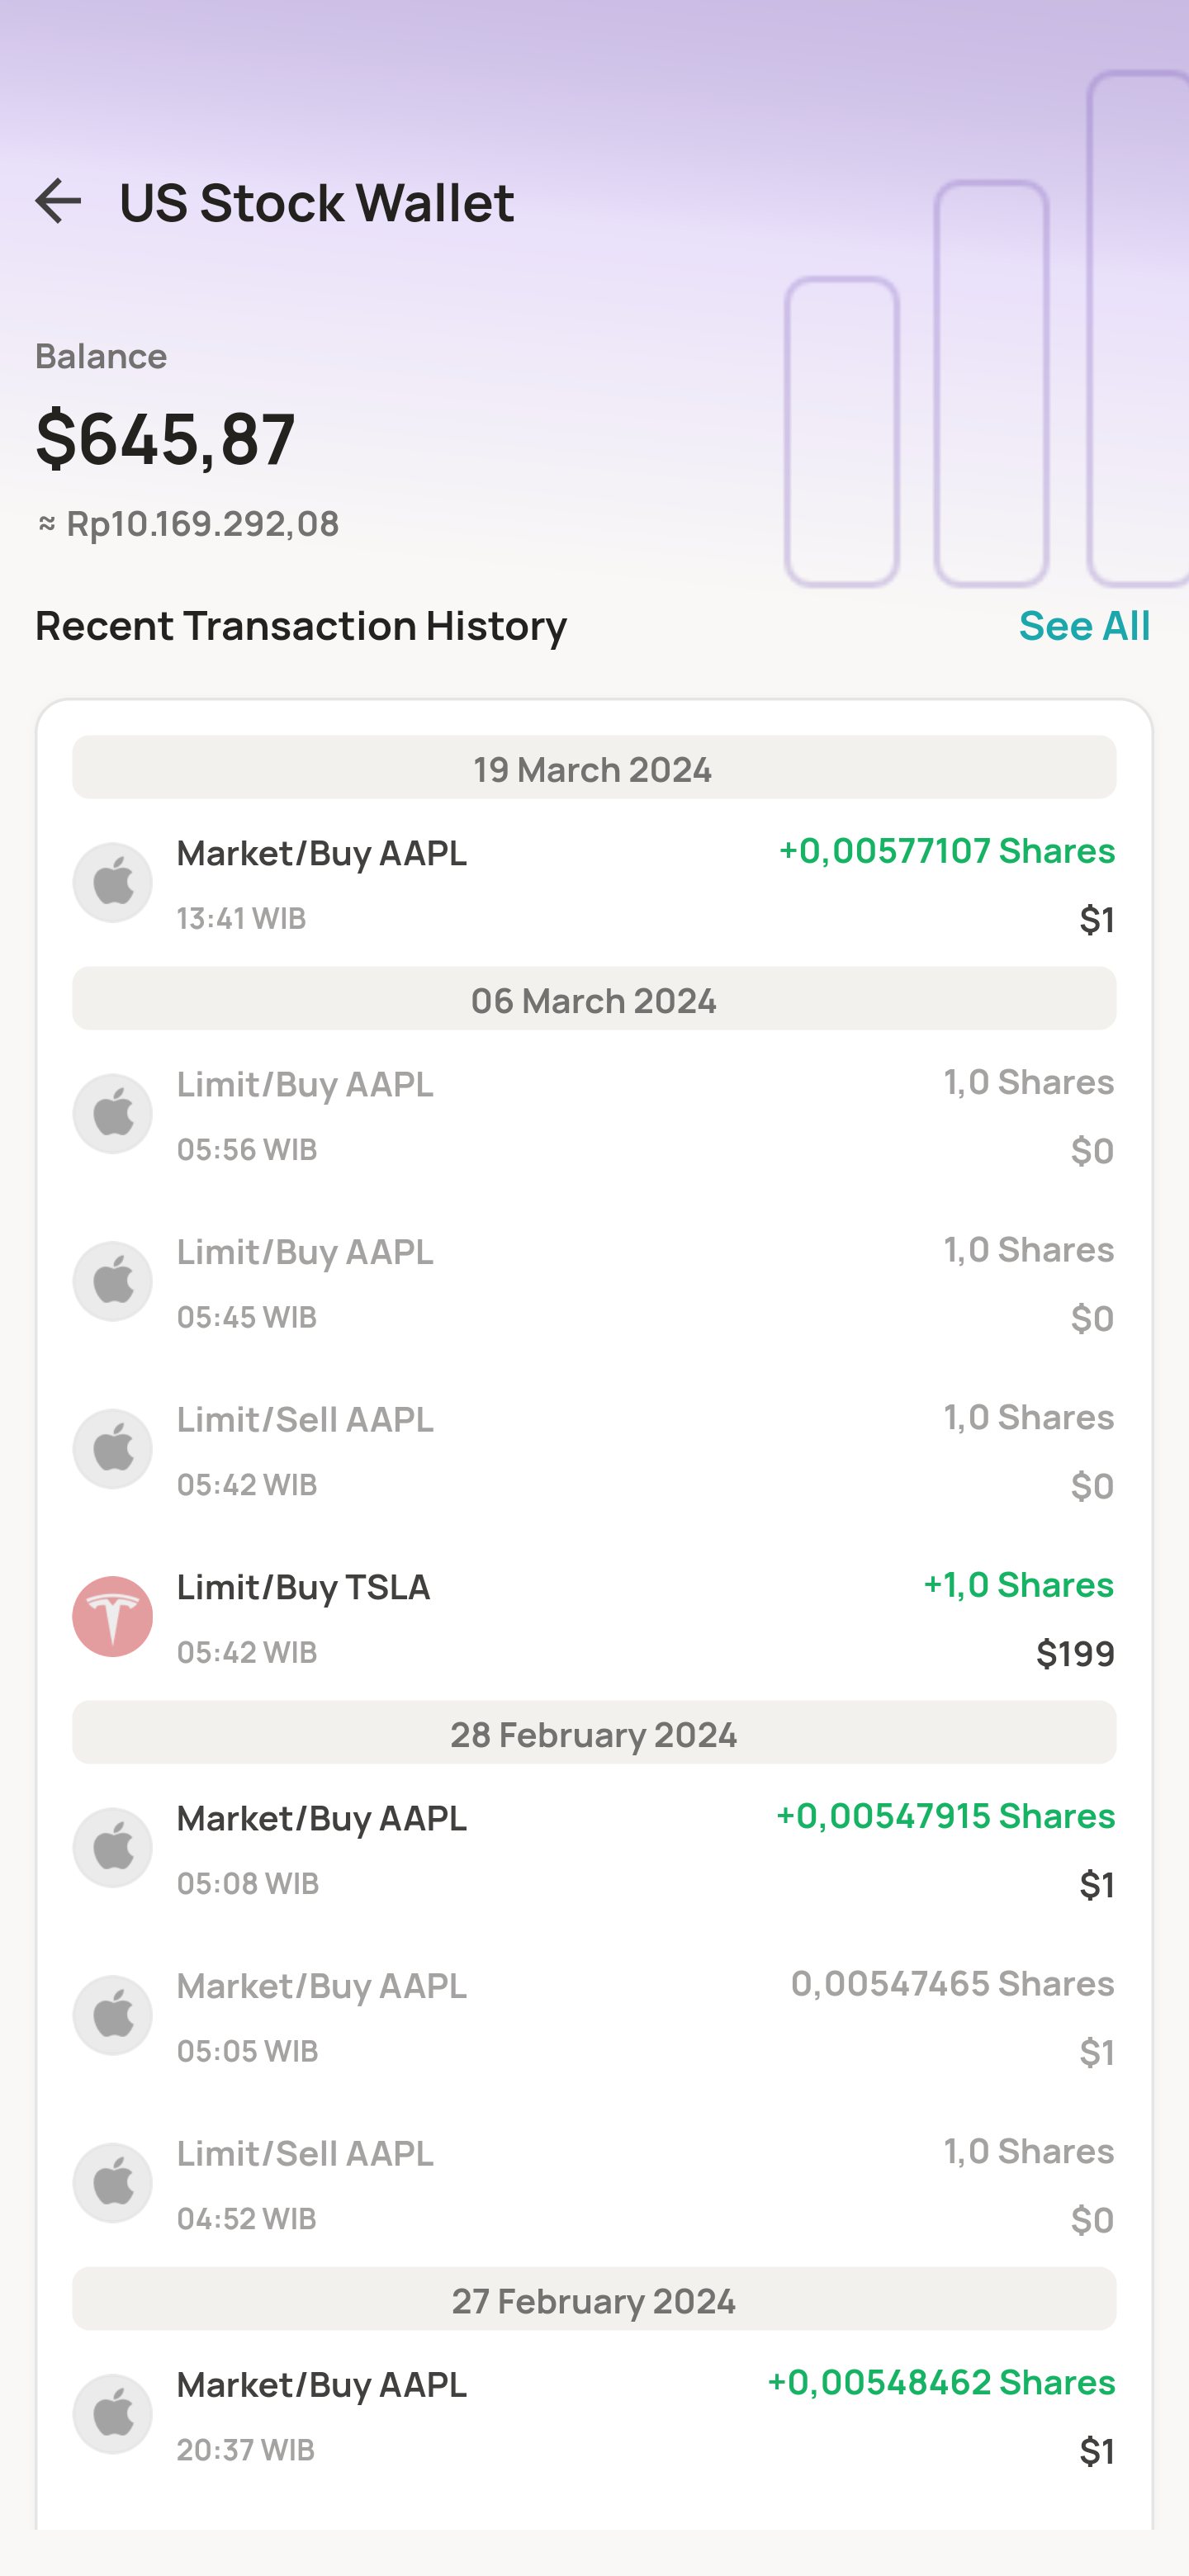 US Stock Wallet
Balance
$645,87
≈ Rp10.169.292,08
Recent Transaction History See All
19 March 2024
Market/Buy AAPL +0,00577107 Shares
13:41 WIB $1
06 March 2024
Limit/Buy AAPL 1,0 Shares
05:56 WIB $0
Limit/Buy AAPL 1,0 Shares
05:45 WIB $0
Limit/Sell AAPL 1,0 Shares
05:42 WIB $0
Limit/Buy TSLA +1,0 Shares
05:42 WIB $199
28 February 2024
Market/Buy AAPL +0,00547915 Shares
05:08 WIB $1
Market/Buy AAPL 0,00547465 Shares
05:05 WIB $1
Limit/Sell AAPL 1,0 Shares
04:52 WIB $0
27 February 2024
Market/Buy AAPL +0,00548462 Shares
20:37 WIB $1